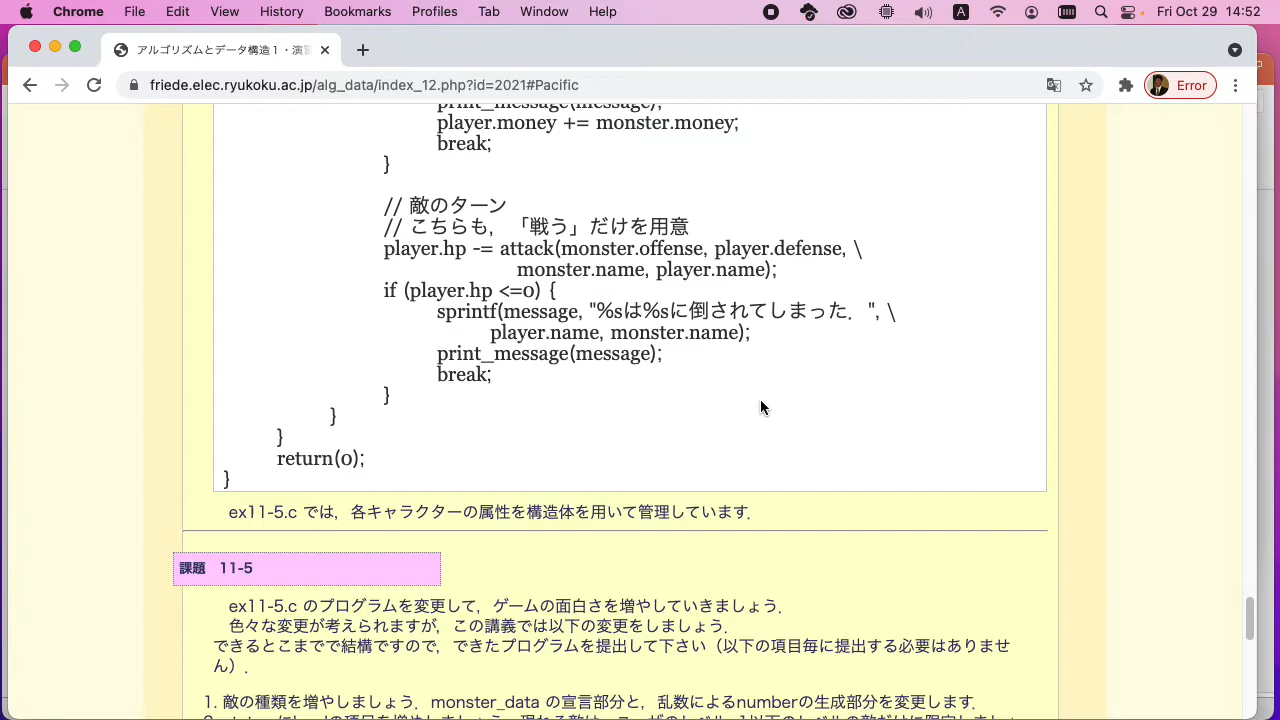 Chrome File Edit View History Bookmarks Profiles Tab Window Help A Fri Oct 29 14:52
アルゴリズムとデータ構造１・演習
friede.elec.ryukoku.ac.jp/alg_data/index_12.php?id=2021#Pacific Error
print_message(message);
player.money += monster.money;
break;
}
// 敵のターン
// こちらも，「戦う」だけを用意
player.hp -= attack(monster.offense, player.defense, \
monster.name, player.name);
if (player.hp <=0) {
sprintf(message, "%sは%sに倒されてしまった．", \
player.name, monster.name);
print_message(message);
break;
}
}
}
return(0);
}
ex11-5.c では，各キャラクターの属性を構造体を用いて管理しています．
課題　11-5
ex11-5.c のプログラムを変更して，ゲームの面白さを増やしていきましょう．
色々な変更が考えられますが，この講義では以下の変更をしましょう．
できるとこまでで結構ですので，できたプログラムを提出して下さい（以下の項目毎に提出する必要はありませ
ん）．
1. 敵の種類を増やしましょう．monster_data の宣言部分と，乱数によるnumberの生成部分を変更します．